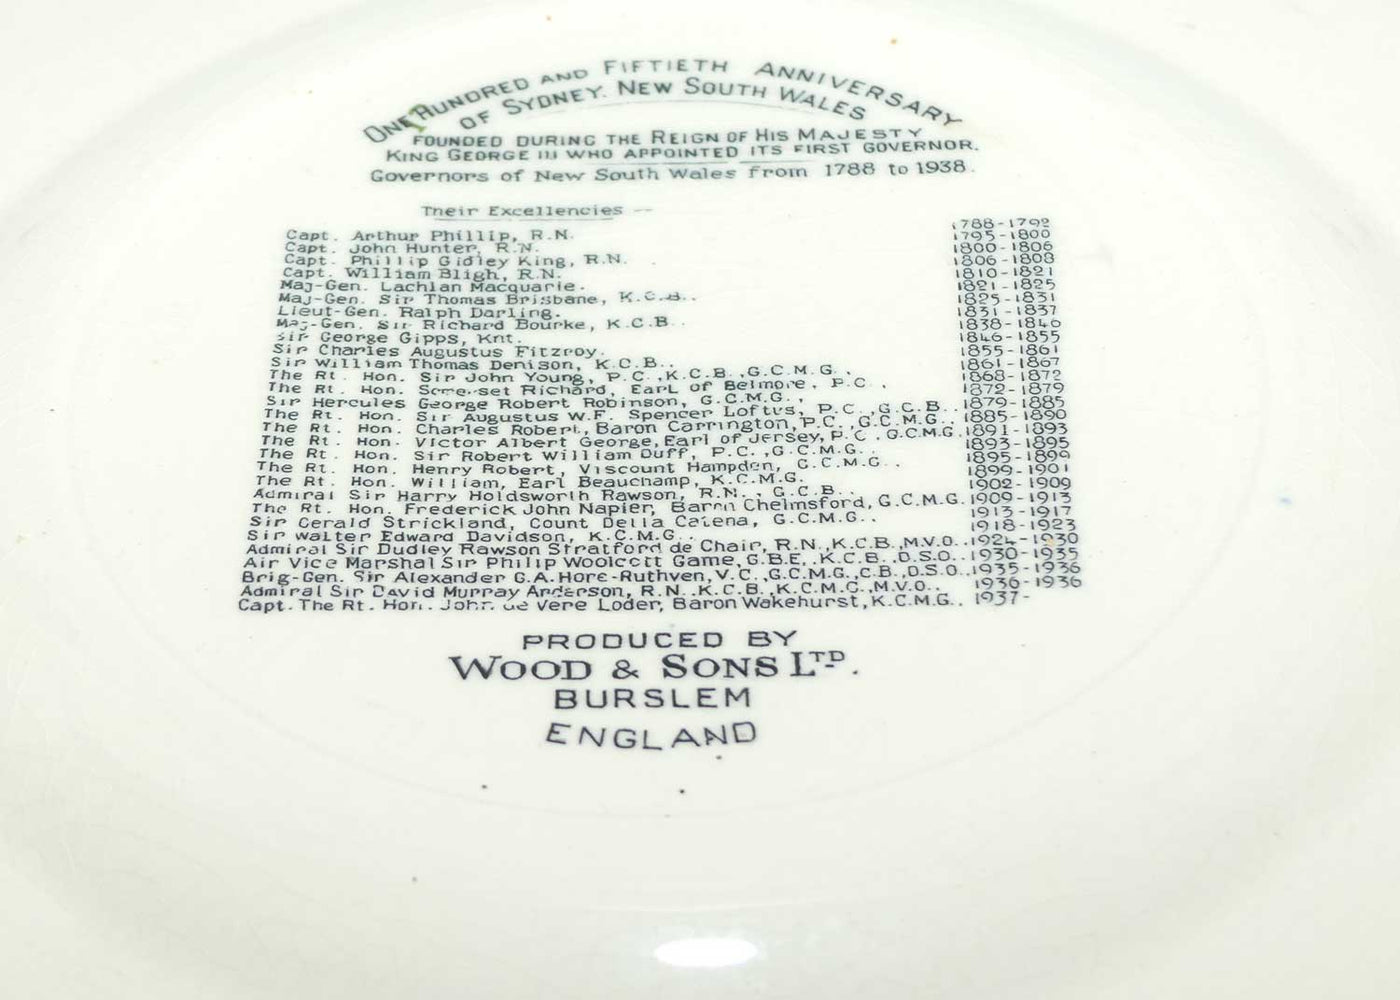 ONE HUNDRED AND FIFTIETH ANNIVERSARY
OF SYDNEY. NEW SOUTH WALES
FOUNDED DURING THE REIGN OF HIS MAJESTY
KING GEORGE III WHO APPOINTED ITS FIRST GOVERNOR.
Governors of New South Wales from 1788 to 1938.
Their Excellencies --
Capt. Arthur Phillip, R.N. 1788-1792
Capt. John Hunter, R.N. 1795-1800
Capt. Phillip Gidley King, R.N. 1800-1806
Capt. William Bligh, R.N. 1806-1808
Maj-Gen. Lachlan Macquarie. 1810-1821
Maj-Gen. Sir Thomas Brisbane, K.C.B.. 1821-1825
Lieut-Gen. Ralph Darling. 1825-1831
Maj-Gen. Sir Richard Bourke, K.C.B.. 1831-1837
Sir George Gipps, Knt. 1838-1846
Sir Charles Augustus Fitzroy. 1846-1855
Sir William Thomas Denison, K.C.B.. 1855-1861
The Rt. Hon. Sir John Young, P.C.,K.C.B.,G.C.M.G.. 1861-1867
The Rt. Hon. Somerset Richard, Earl of Belmore, P.C. 1868-1872
Sir Hercules George Robert Robinson, G.C.M.G., 1872-1879
The Rt. Hon. Sir Augustus W.F. Spencer Loftus, P.C.,G.C.B.. 1879-1885
The Rt. Hon. Charles Robert, Baron Carrington, P.C.,G.C.M.G.. 1885-1890
The Rt. Hon. Victor Albert George, Earl of Jersey, P.C.G.C.M.G. 1891-1893
The Rt. Hon. Sir Robert William Duff, P.C.,G.C.M.G.. 1893-1895
The Rt. Hon. Henry Robert, Viscount Hampden, G.C.M.G.. 1895-1899
The Rt. Hon. William, Earl Beauchamp, K.C.M.G. 1899-1901
Admiral Sir Harry Holdsworth Rawson, R.N., G.C.B.. 1902-1909
The Rt. Hon. Frederick John Napier, Baron Chelmsford, G.C.M.G. 1909-1913
Sir Gerald Strickland, Count Della Catena, G.C.M.G.. 1913-1917
Sir Walter Edward Davidson, K.C.M.G.. 1918-1923
Admiral Sir Dudley Rawson Stratford de Chair, R.N.,K.C.B.,M.V.O.. 1924-1930
Air Vice Marshal Sir Philip Woolcott Game, G.B.E., K.C.B., D.S.O.. 1930-1935
Brig-Gen. Sir Alexander G.A. Hore-Ruthven, V.C.,G.C.M.G.,C.B.,D.S.O.. 1935-1936
Admiral Sir David Murray Anderson, R.N.,K.C.B.,K.C.M.G.,M.V.O.. 1936-1936
Capt. The Rt. Hon. John de Vere Loder, Baron Wakehurst, K.C.M.G.. 1937-
PRODUCED BY
WOOD & SONS LTD.
BURSLEM
ENGLAND